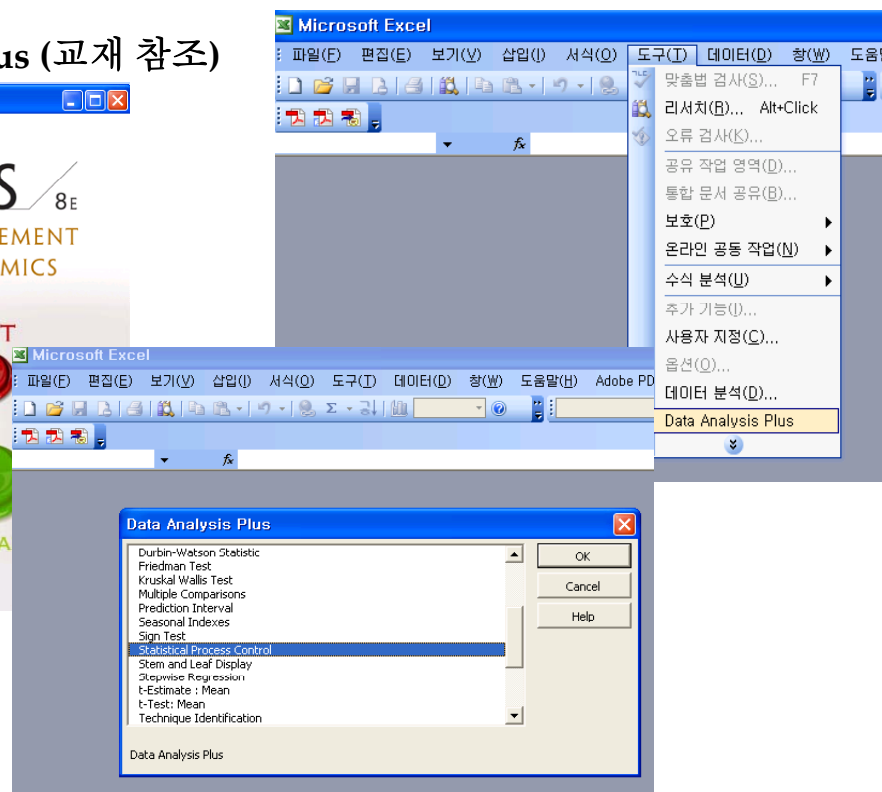 us (교재 참조)
S 8E
EMENT
MICS
T
A
Microsoft Excel
파일(F) 편집(E) 보기(V) 삽입(I) 서식(O) 도구(T) 데이터(D) 창(W) 도움말
맞춤법 검사(S)... F7
리서치(R)... Alt+Click
오류 검사(K)...
공유 작업 영역(D)...
통합 문서 공유(B)...
보호(P)
온라인 공동 작업(N)
수식 분석(U)
추가 기능(I)...
사용자 지정(C)...
옵션(O)...
데이터 분석(D)...
Data Analysis Plus
fx
Microsoft Excel
파일(F) 편집(E) 보기(V) 삽입(I) 서식(O) 도구(T) 데이터(D) 창(W) 도움말(H) Adobe PD
fx
Data Analysis Plus
Durbin-Watson Statistic
Friedman Test
Kruskal Wallis Test
Multiple Comparisons
Prediction Interval
Seasonal Indexes
Sign Test
Statistical Process Control
Stem and Leaf Display
Stepwise Regression
t-Estimate : Mean
t-Test: Mean
Technique Identification
OK
Cancel
Help
Data Analysis Plus